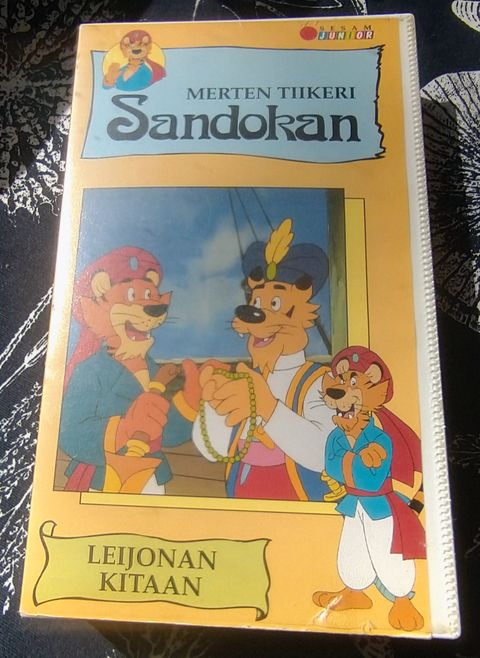 SESAM
JUNIOR
MERTEN TIIKERI
Sandokan
LEIJONAN
KITAAN